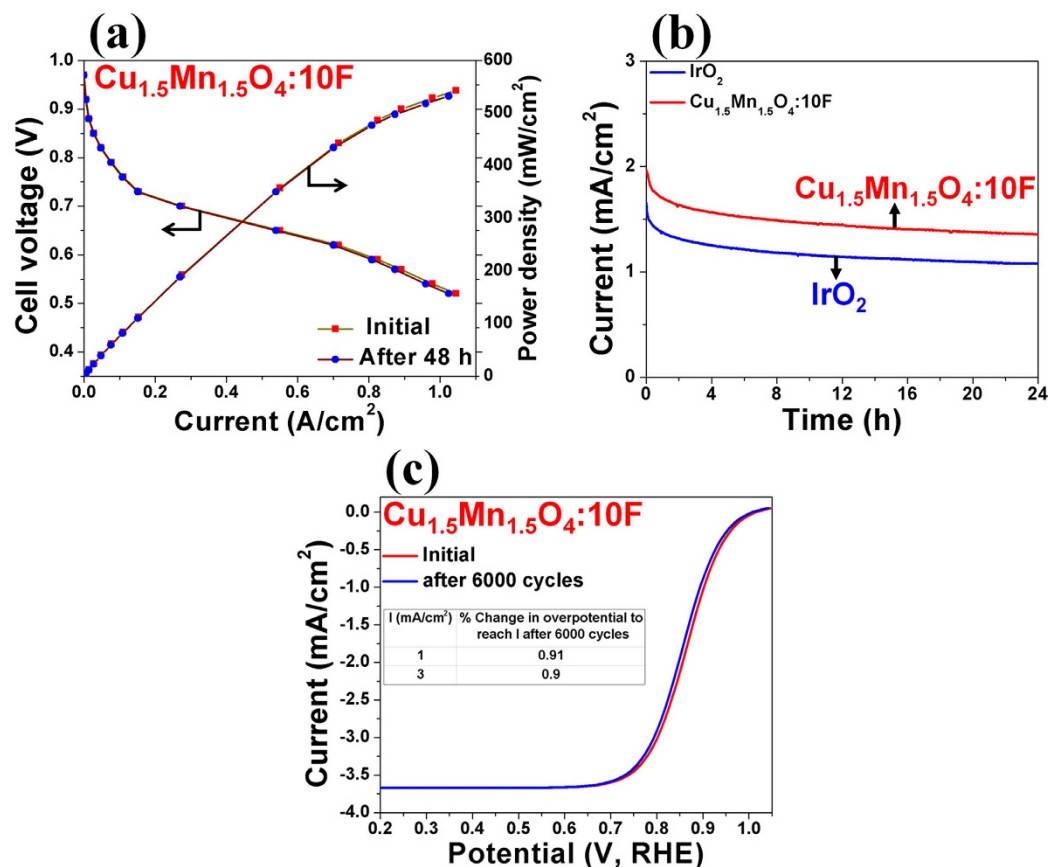 (a)
Cu1.5Mn1.5O4:10F
1.0
0.9
0.8
0.7
0.6
0.5
0.4
Cell voltage (V)
600
500
400
300
200
100
0
Power density (mW/cm2)
Initial
After 48 h
0.0 0.2 0.4 0.6 0.8 1.0
Current (A/cm2)
(b)
3
2
1
0
Current (mA/cm2)
IrO2
Cu1.5Mn1.5O4:10F
Cu1.5Mn1.5O4:10F
IrO2
0 4 8 12 16 20 24
Time (h)
(c)
Cu1.5Mn1.5O4:10F
0.0
-0.5
-1.0
-1.5
-2.0
-2.5
-3.0
-3.5
-4.0
Current (mA/cm2)
Initial
after 6000 cycles
I (mA/cm2) % Change in overpotential to
reach I after 6000 cycles
1 0.91
3 0.9
0.2 0.3 0.4 0.5 0.6 0.7 0.8 0.9 1.0
Potential (V, RHE)